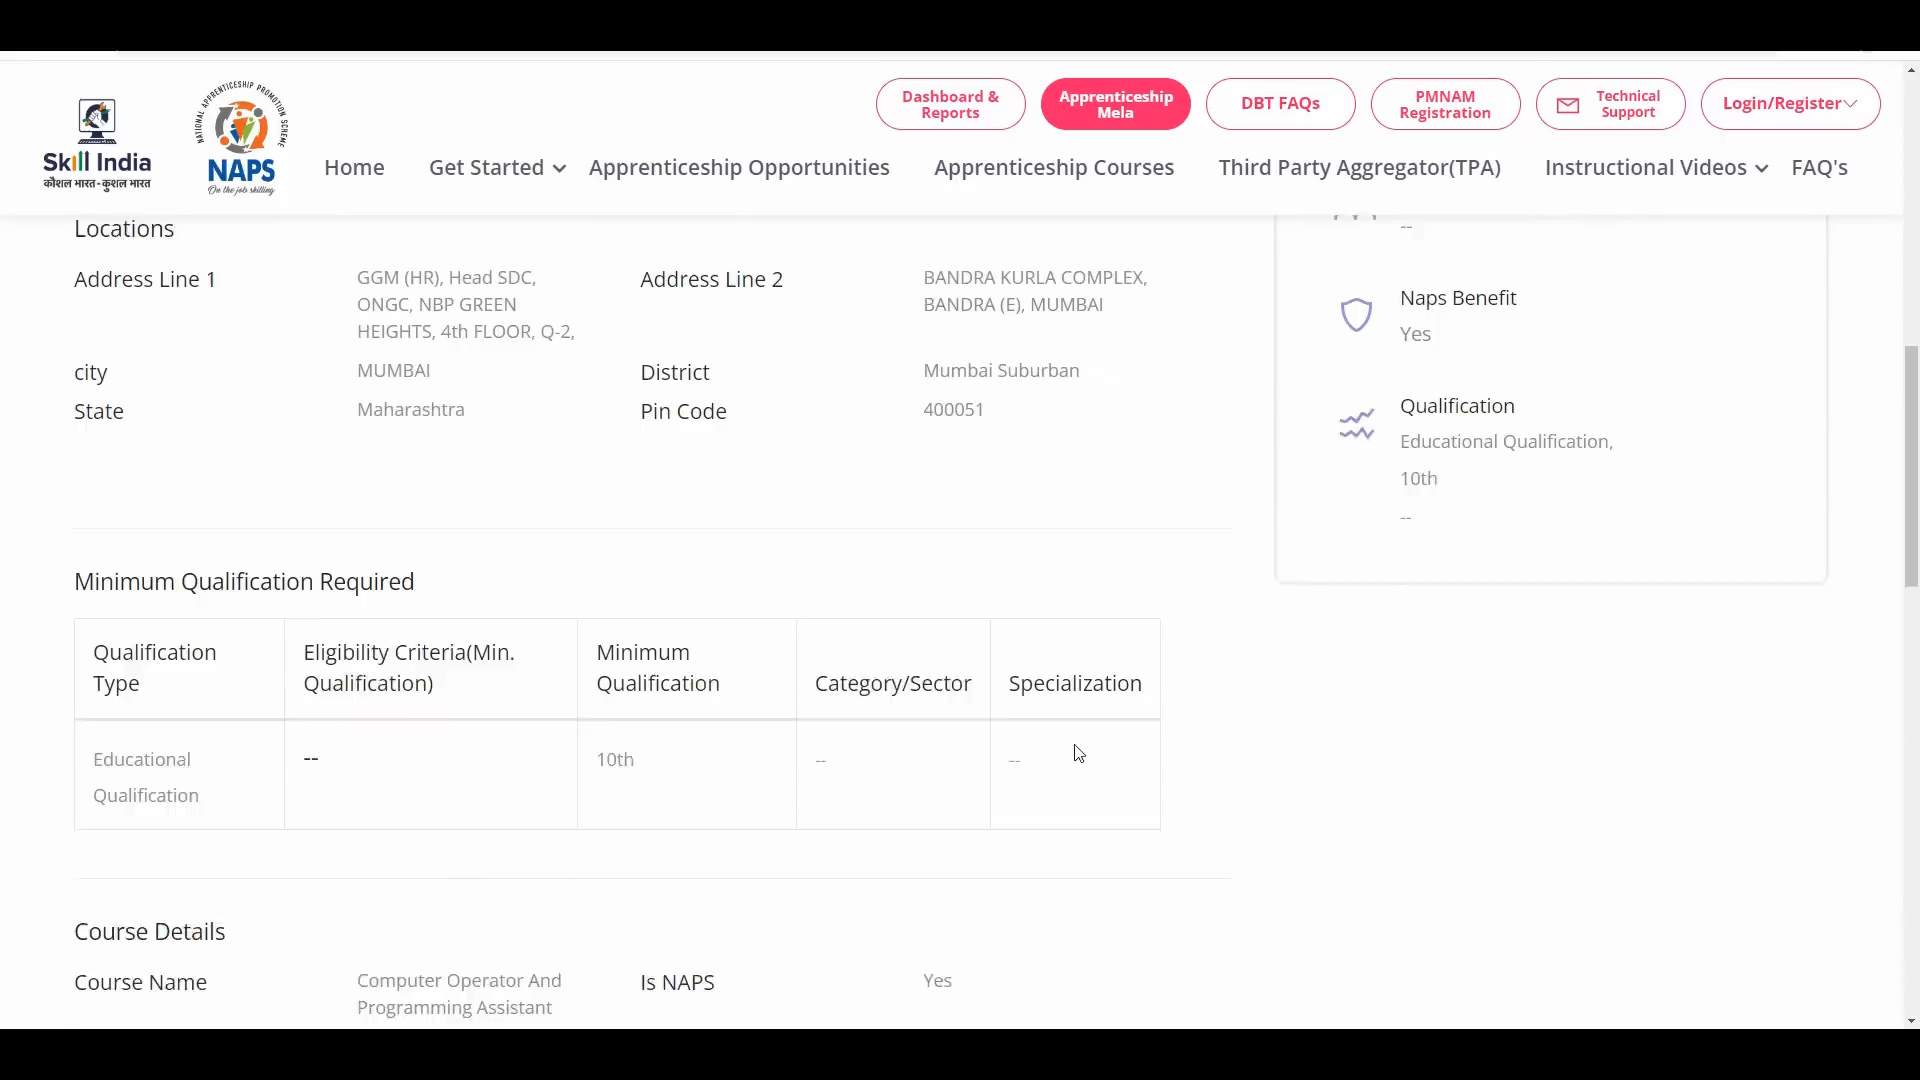 Dashboard &
Reports
Apprenticeship
Mela
DBT FAQs
PMNAM
Registration
Technical
Support
Login/Register
Skill India
कौशल भारत-कुशल भारत
NATIONAL APPRENTICESHIP PROMOTION SCHEME
NAPS
On the job skilling
Home
Get Started
Apprenticeship Opportunities
Apprenticeship Courses
Third Party Aggregator(TPA)
Instructional Videos
FAQ's
Locations
Address Line 1
GGM (HR), Head SDC,
ONGC, NBP GREEN
HEIGHTS, 4th FLOOR, Q-2,
Address Line 2
BANDRA KURLA COMPLEX,
BANDRA (E), MUMBAI
city
MUMBAI
District
Mumbai Suburban
State
Maharashtra
Pin Code
400051
--
Naps Benefit
Yes
Qualification
Educational Qualification,
10th
--
Minimum Qualification Required
Qualification
Type
Eligibility Criteria(Min.
Qualification)
Minimum
Qualification
Category/Sector
Specialization
Educational
Qualification
--
10th
--
--
Course Details
Course Name
Computer Operator And
Programming Assistant
Is NAPS
Yes